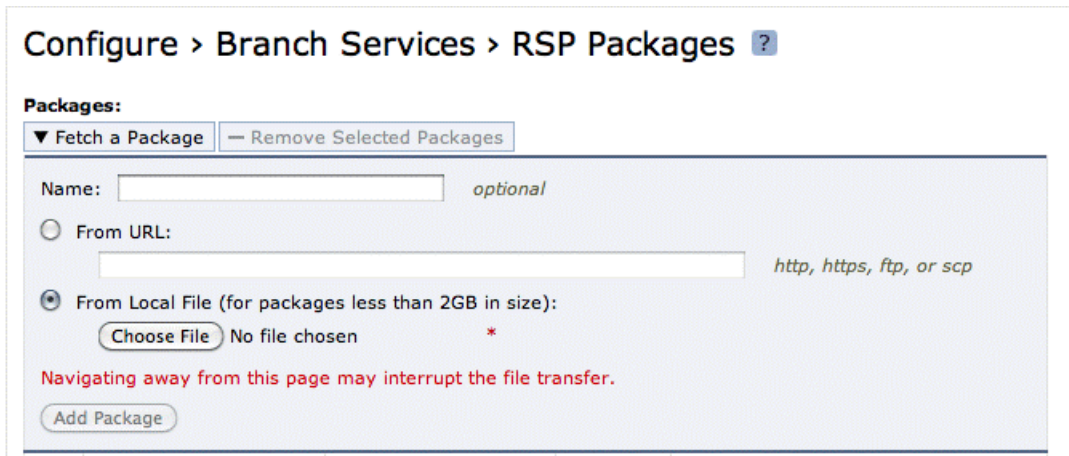 Configure › Branch Services › RSP Packages ?
Packages:
▼ Fetch a Package — Remove Selected Packages
Name: optional
From URL:
http, https, ftp, or scp
From Local File (for packages less than 2GB in size):
Choose File No file chosen *
Navigating away from this page may interrupt the file transfer.
Add Package